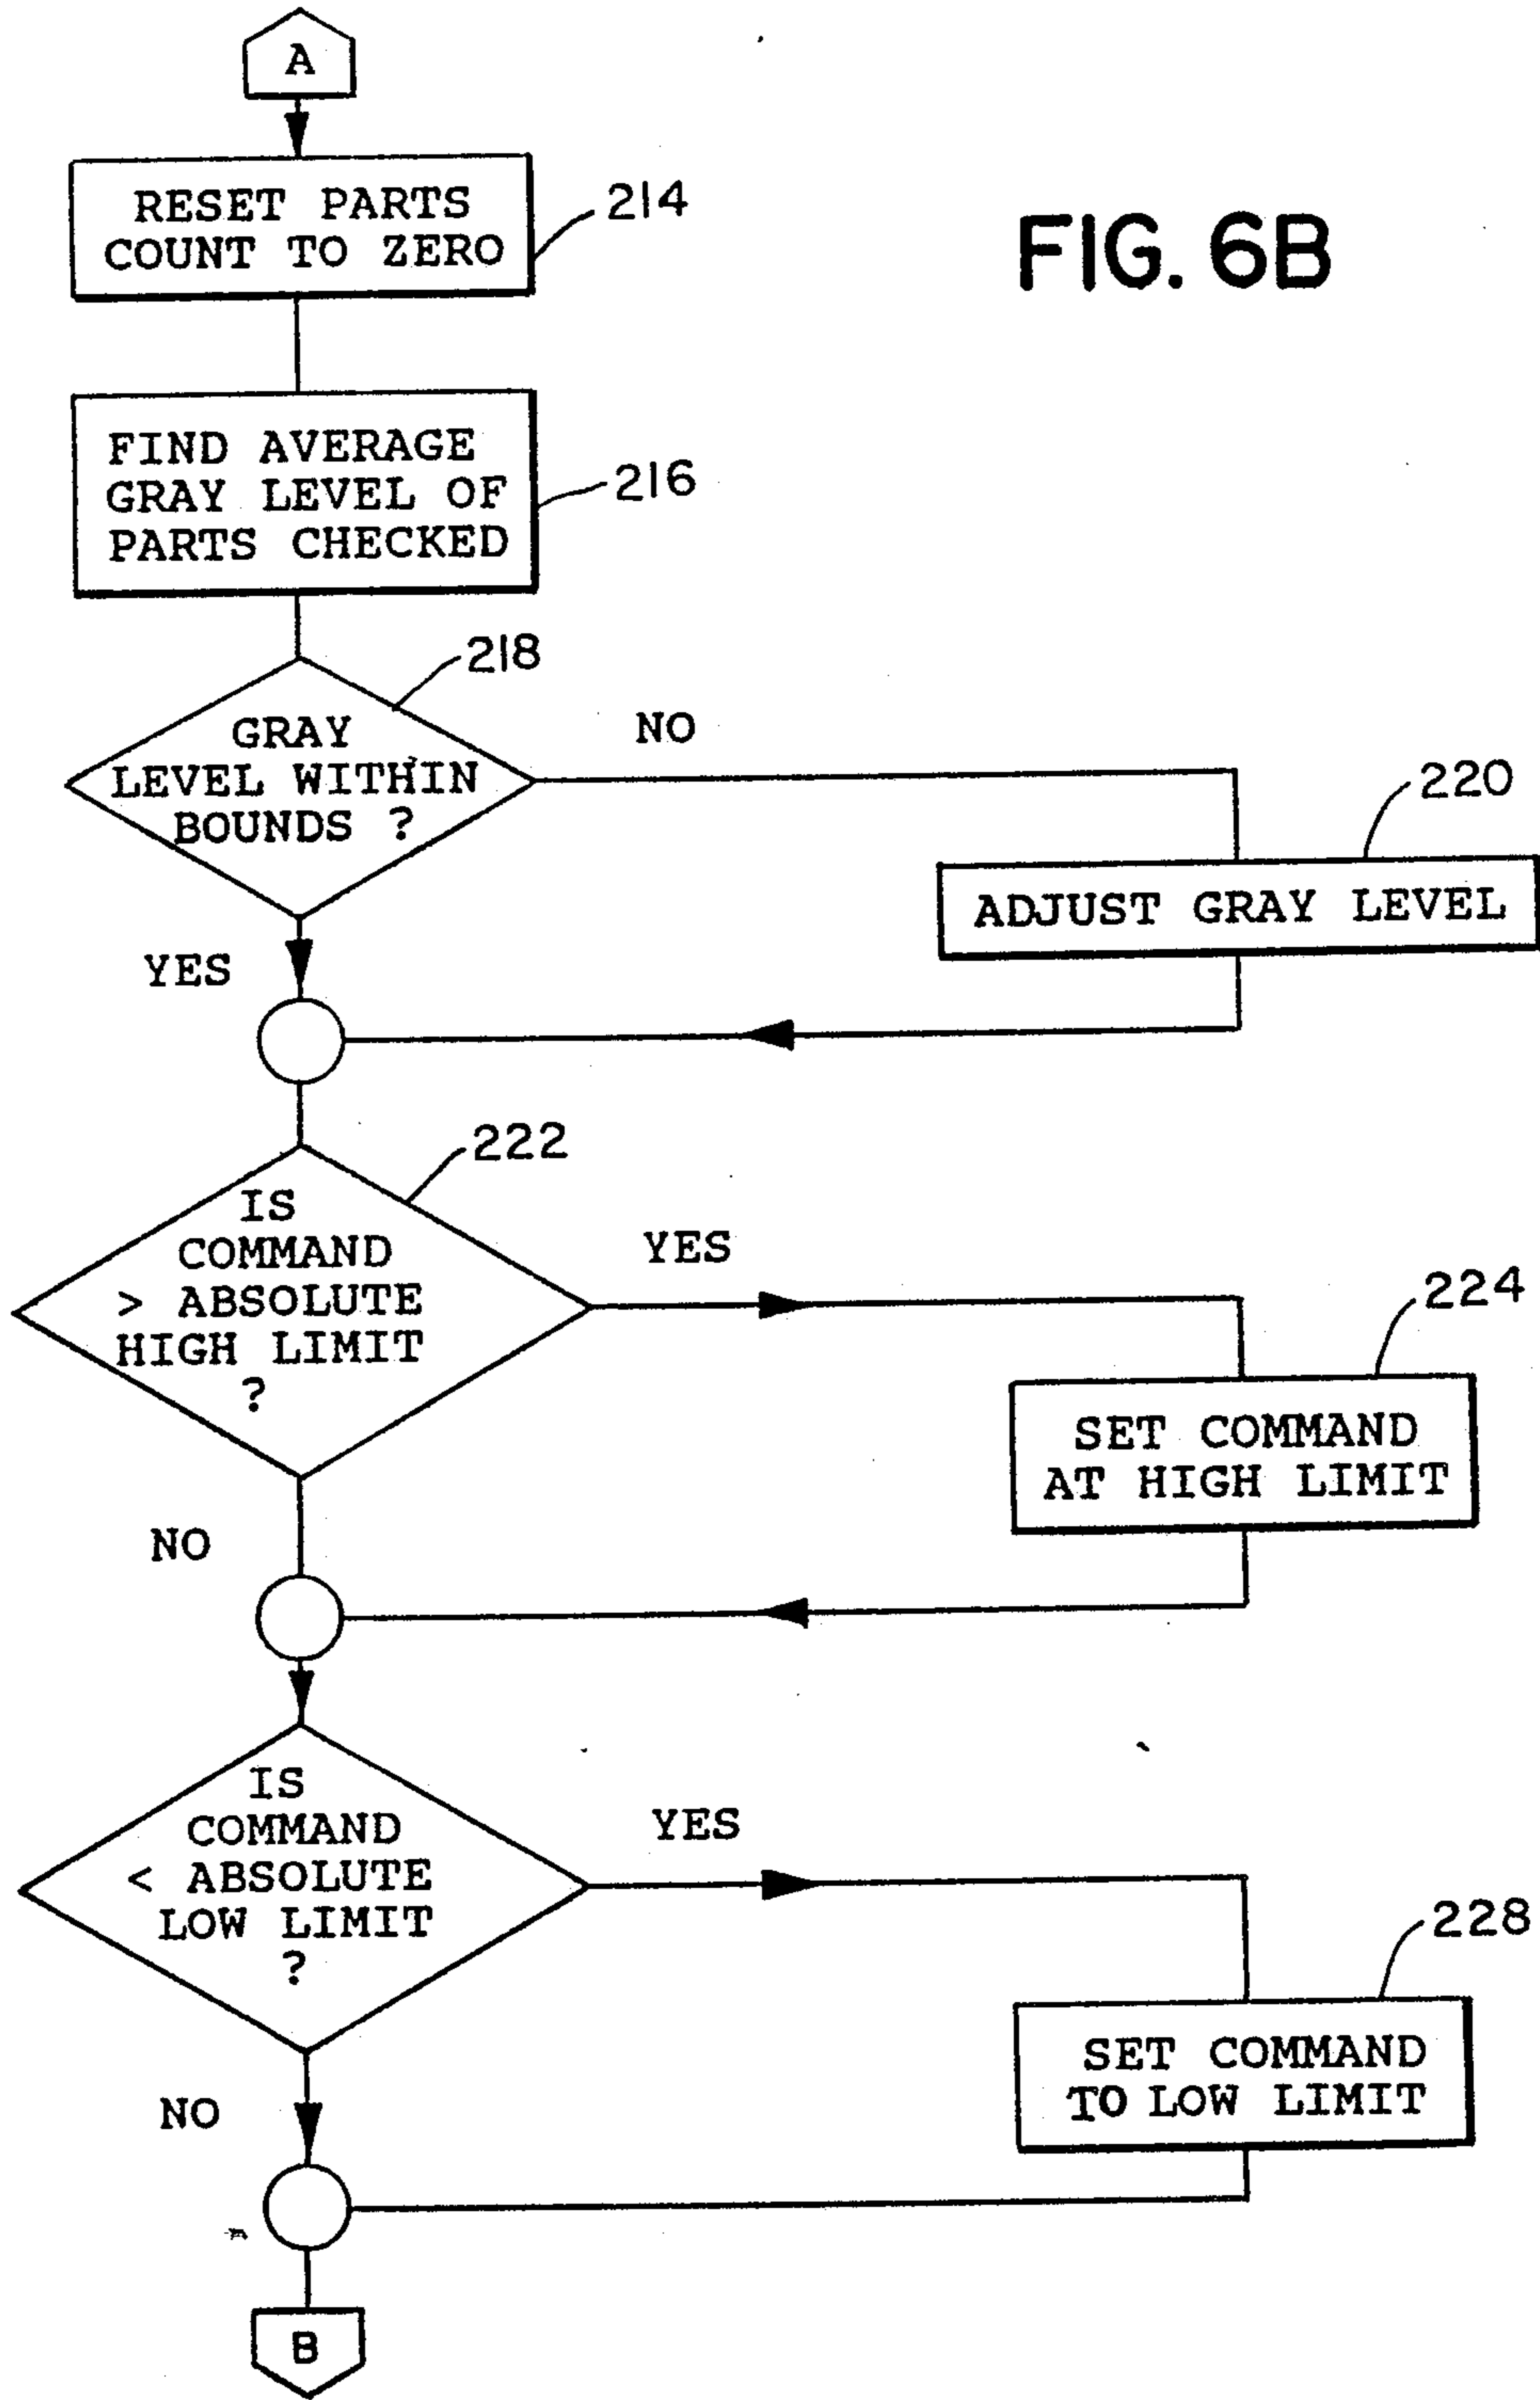 A
RESET PARTS
COUNT TO ZERO
214
FIG. 6B
FIND AVERAGE
GRAY LEVEL OF
PARTS CHECKED
216
218
GRAY
LEVEL WITHIN
BOUNDS ?
NO
220
ADJUST GRAY LEVEL
YES
222
IS
COMMAND
> ABSOLUTE
HIGH LIMIT
?
YES
224
SET COMMAND
AT HIGH LIMIT
NO
IS
COMMAND
< ABSOLUTE
LOW LIMIT
?
YES
228
SET COMMAND
TO LOW LIMIT
NO
B